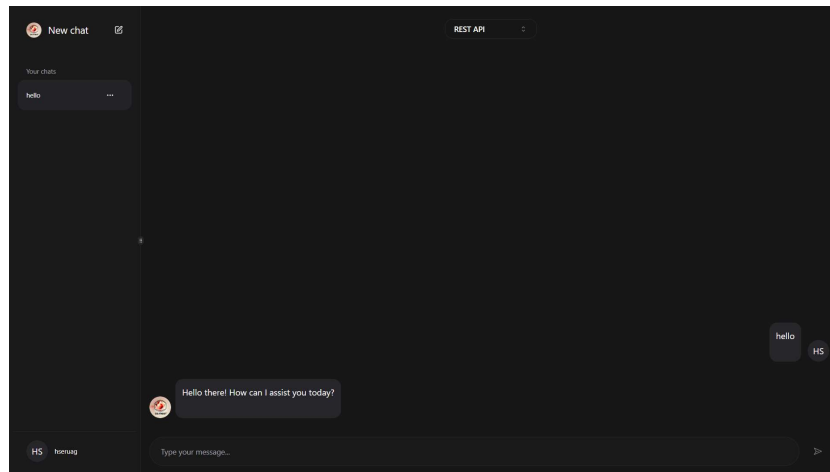 New chat
REST API
Your chats
hello
...
hello
HS
Hello there! How can I assist you today?
HS hseruag
Type your message...